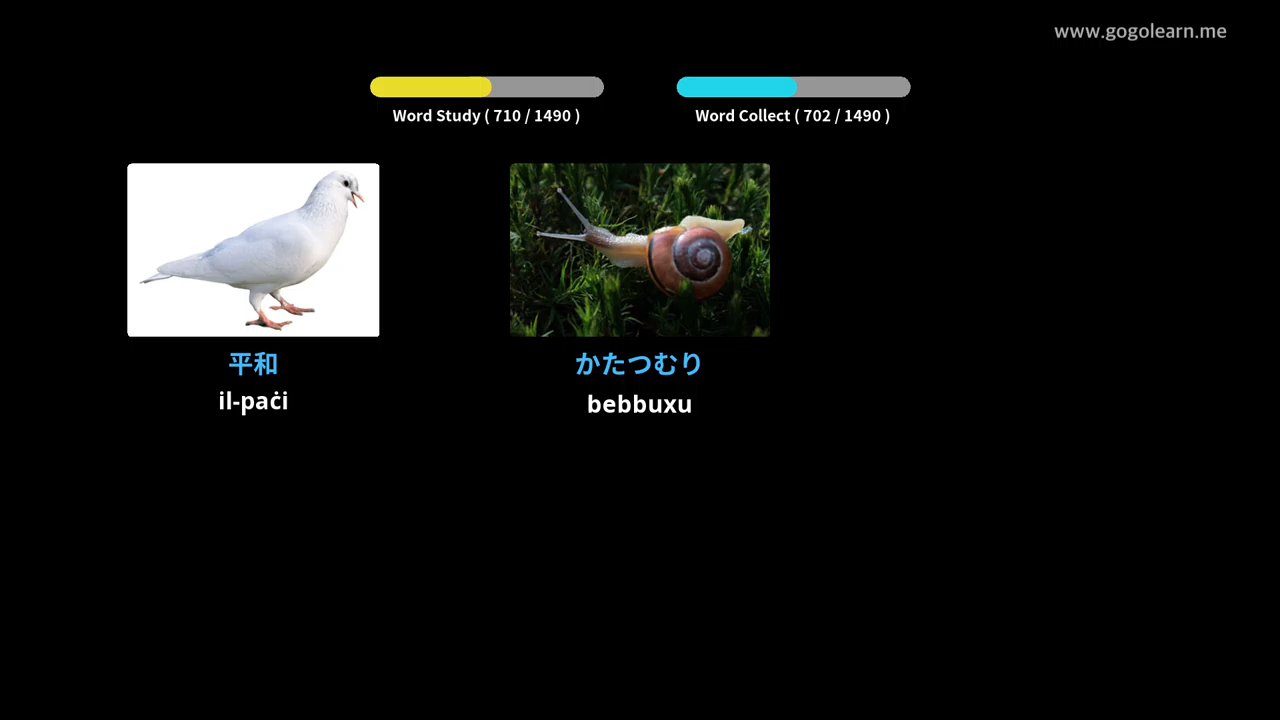 www.gogolearn.me
Word Study ( 710 / 1490 )
Word Collect ( 702 / 1490 )
平和
il-paċi
かたつむり
bebbuxu